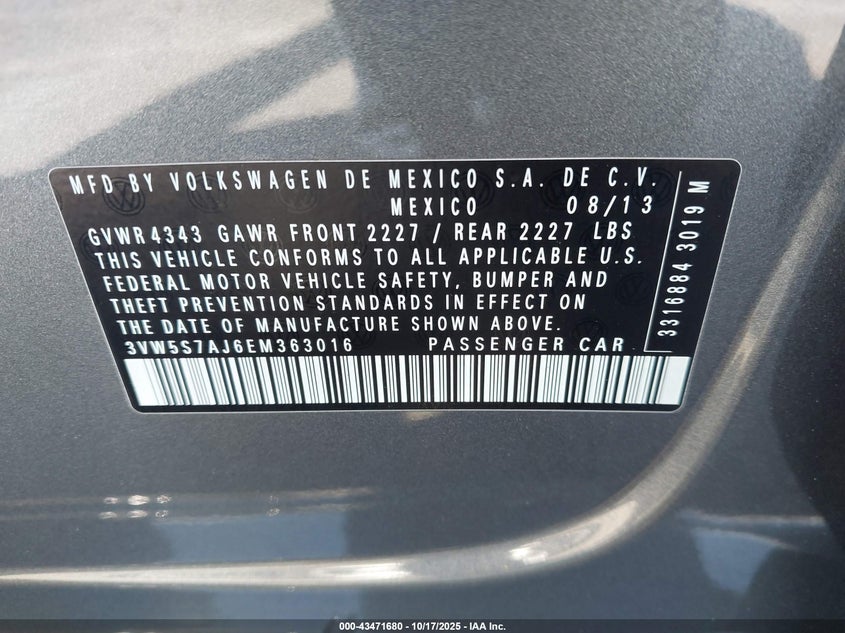 MFD BY VOLKSWAGEN DE MEXICO S.A. DE C.V.
MEXICO 08/13
GVWR 4343 GAWR FRONT 2227 / REAR 2227 LBS
THIS VEHICLE CONFORMS TO ALL APPLICABLE U.S.
FEDERAL MOTOR VEHICLE SAFETY, BUMPER AND
THEFT PREVENTION STANDARDS IN EFFECT ON
THE DATE OF MANUFACTURE SHOWN ABOVE.
3VW5S7AJ6EM363016 PASSENGER CAR
3316884 3019 M
000-43471680 - 10/17/2025 - IAA Inc.